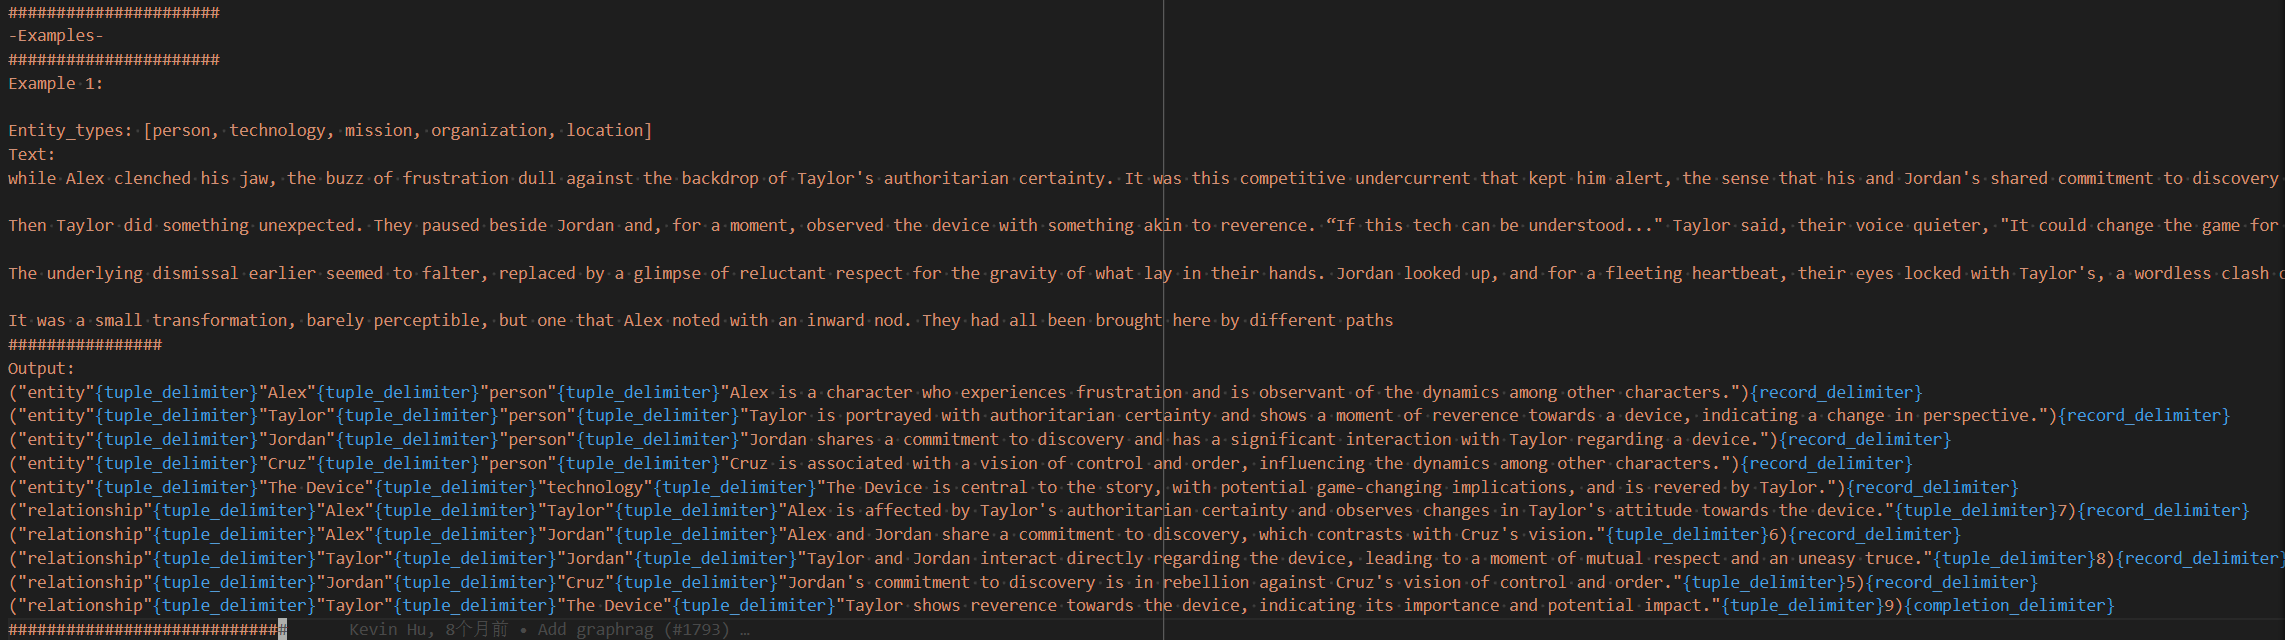 ######################
-Examples-
######################
Example 1:
Entity_types: [person, technology, mission, organization, location]
Text:
while Alex clenched his jaw, the buzz of frustration dull against the backdrop of Taylor's authoritarian certainty. It was this competitive undercurrent that kept him alert, the sense that his and Jordan's shared commitment to discovery
Then Taylor did something unexpected. They paused beside Jordan and, for a moment, observed the device with something akin to reverence. “If this tech can be understood..." Taylor said, their voice quieter, "It could change the game for
The underlying dismissal earlier seemed to falter, replaced by a glimpse of reluctant respect for the gravity of what lay in their hands. Jordan looked up, and for a fleeting heartbeat, their eyes locked with Taylor's, a wordless clash
It was a small transformation, barely perceptible, but one that Alex noted with an inward nod. They had all been brought here by different paths
################
Output:
("entity"{tuple_delimiter}"Alex"{tuple_delimiter}"person"{tuple_delimiter}"Alex is a character who experiences frustration and is observant of the dynamics among other characters."){record_delimiter}
("entity"{tuple_delimiter}"Taylor"{tuple_delimiter}"person"{tuple_delimiter}"Taylor is portrayed with authoritarian certainty and shows a moment of reverence towards a device, indicating a change in perspective."){record_delimiter}
("entity"{tuple_delimiter}"Jordan"{tuple_delimiter}"person"{tuple_delimiter}"Jordan shares a commitment to discovery and has a significant interaction with Taylor regarding a device."){record_delimiter}
("entity"{tuple_delimiter}"Cruz"{tuple_delimiter}"person"{tuple_delimiter}"Cruz is associated with a vision of control and order, influencing the dynamics among other characters."){record_delimiter}
("entity"{tuple_delimiter}"The Device"{tuple_delimiter}"technology"{tuple_delimiter}"The Device is central to the story, with potential game-changing implications, and is revered by Taylor."){record_delimiter}
("relationship"{tuple_delimiter}"Alex"{tuple_delimiter}"Taylor"{tuple_delimiter}"Alex is affected by Taylor's authoritarian certainty and observes changes in Taylor's attitude towards the device."{tuple_delimiter}7){record_delimiter}
("relationship"{tuple_delimiter}"Alex"{tuple_delimiter}"Jordan"{tuple_delimiter}"Alex and Jordan share a commitment to discovery, which contrasts with Cruz's vision."{tuple_delimiter}6){record_delimiter}
("relationship"{tuple_delimiter}"Taylor"{tuple_delimiter}"Jordan"{tuple_delimiter}"Taylor and Jordan interact directly regarding the device, leading to a moment of mutual respect and an uneasy truce."{tuple_delimiter}8){record_delimiter}
("relationship"{tuple_delimiter}"Jordan"{tuple_delimiter}"Cruz"{tuple_delimiter}"Jordan's commitment to discovery is in rebellion against Cruz's vision of control and order."{tuple_delimiter}5){record_delimiter}
("relationship"{tuple_delimiter}"Taylor"{tuple_delimiter}"The Device"{tuple_delimiter}"Taylor shows reverence towards the device, indicating its importance and potential impact."{tuple_delimiter}9){completion_delimiter}
############################# Kevin Hu, 8个月前 • Add graphrag (#1793) …